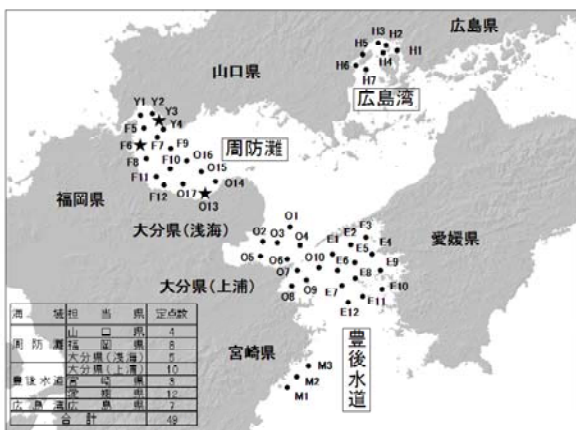 広島県
H3
H2
H1
H5
H4
H6
H7
山口県
広島湾
Y1
Y2
Y3
F5
Y4
F6
F7
F9
周防灘
F8
F10
O16
O15
F11
O14
F12
O17
O13
福岡県
大分県(浅海)
O1
O2
O3
O4
E3
E2
E1
E5
E4
愛媛県
O5
O6
O10
E6
E9
大分県(上浦)
O7
E8
O8
O9
E7
E10
E11
E12
海域 担当県 定点数
周防灘 山口県 4
福岡県 8
大分県(浅海) 5
豊後水道 大分県(上浦) 10
宮崎県 3
愛媛県 12
広島湾 広島県 7
合計 49
宮崎県
豊後水道
M3
M2
M1